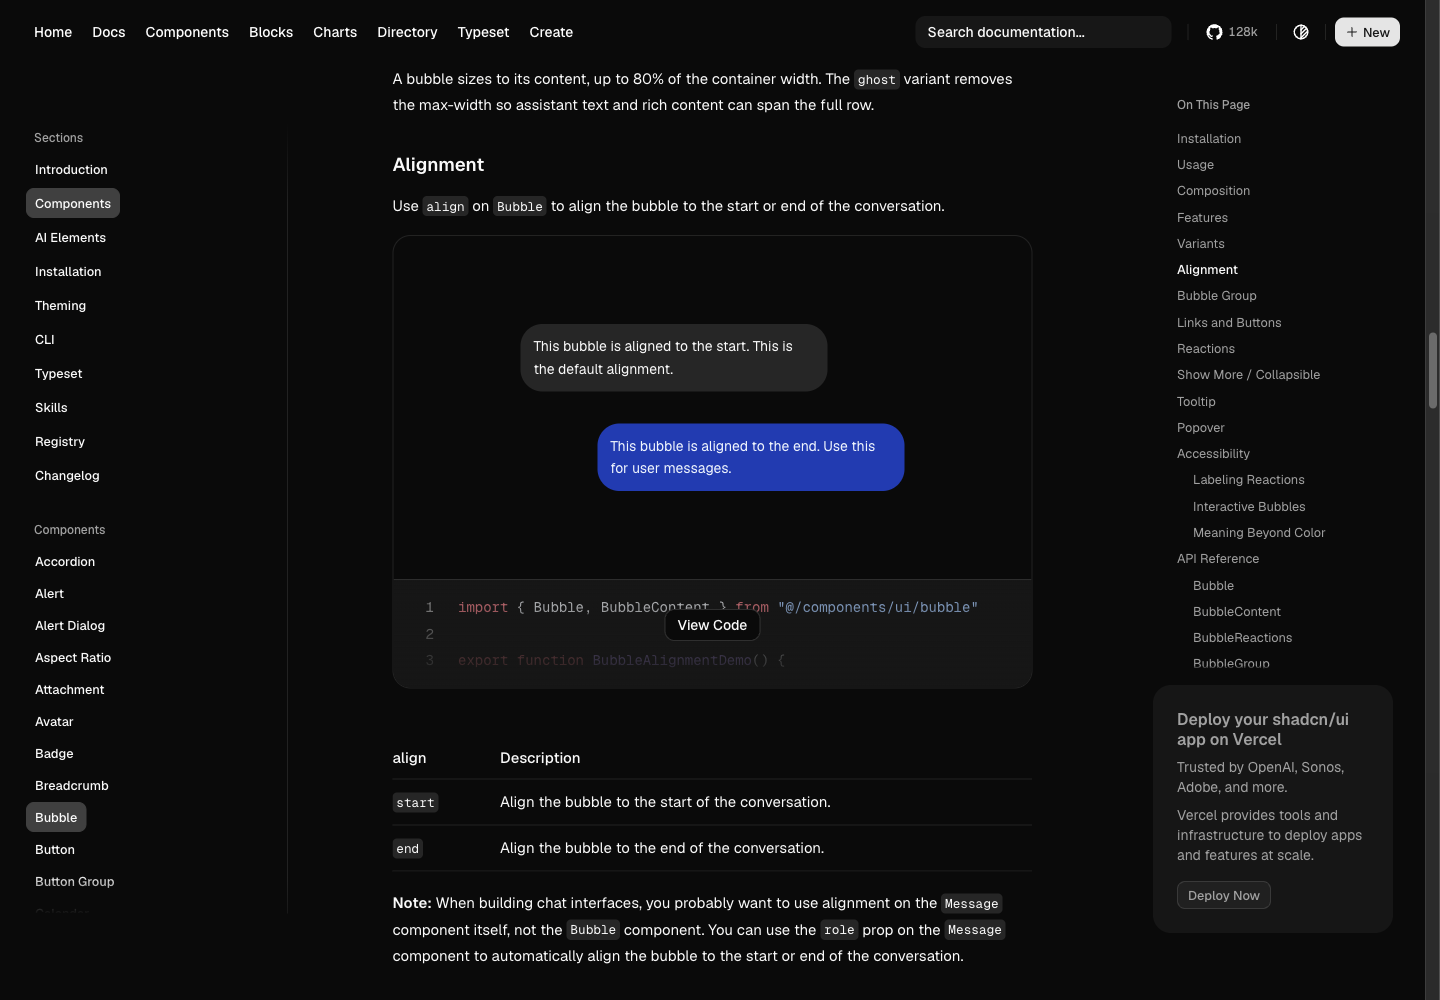 Home Docs Components Blocks Charts Directory Typeset Create
Search documentation...
128k
New
Sections
Introduction
Components
AI Elements
Installation
Theming
CLI
Typeset
Skills
Registry
Changelog
Components
Accordion
Alert
Alert Dialog
Aspect Ratio
Attachment
Avatar
Badge
Breadcrumb
Bubble
Button
Button Group
A bubble sizes to its content, up to 80% of the container width. The ghost variant removes
the max-width so assistant text and rich content can span the full row.
Alignment
Use align on Bubble to align the bubble to the start or end of the conversation.
This bubble is aligned to the start. This is
the default alignment.
This bubble is aligned to the end. Use this
for user messages.
1 import { Bubble, BubbleContent } from "@/components/ui/bubble"
2
View Code
3 export function BubbleAlignmentDemo() {
align Description
start Align the bubble to the start of the conversation.
end Align the bubble to the end of the conversation.
Note: When building chat interfaces, you probably want to use alignment on the Message
component itself, not the Bubble component. You can use the role prop on the Message
component to automatically align the bubble to the start or end of the conversation.
On This Page
Installation
Usage
Composition
Features
Variants
Alignment
Bubble Group
Links and Buttons
Reactions
Show More / Collapsible
Tooltip
Popover
Accessibility
Labeling Reactions
Interactive Bubbles
Meaning Beyond Color
API Reference
Bubble
BubbleContent
BubbleReactions
BubbleGroup
Deploy your shadcn/ui
app on Vercel
Trusted by OpenAI, Sonos,
Adobe, and more.
Vercel provides tools and
infrastructure to deploy apps
and features at scale.
Deploy Now